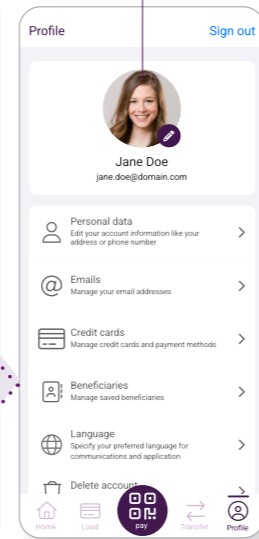 Profile
Sign out
Jane Doe
jane.doe@domain.com
Personal data
Edit your account information like your
address or phone number
Emails
Manage your email addresses
Credit cards
Manage credit cards and payment methods
Beneficiaries
Manage saved beneficiaries
Language
Specify your preferred language for
communications and application
Delete account
Home
Load
pay
Transfer
Profile